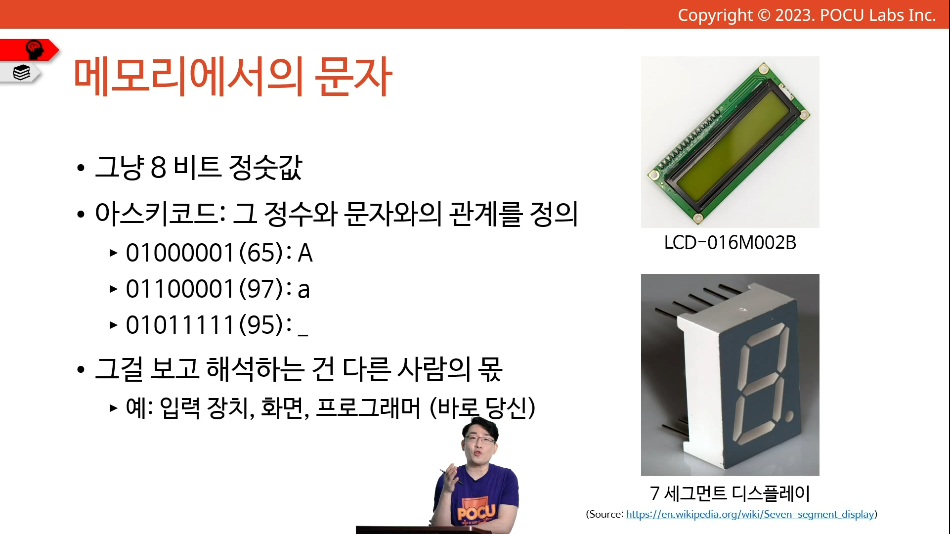 Copyright © 2023. POCU Labs Inc.
메모리에서의 문자
• 그냥 8 비트 정숫값
• 아스키코드: 그 정수와 문자와의 관계를 정의
▸ 01000001(65): A
▸ 01100001(97): a
▸ 01011111(95): _
• 그걸 보고 해석하는 건 다른 사람의 몫
▸ 예: 입력 장치, 화면, 프로그래머 (바로 당신)
LCD-016M002B
7 세그먼트 디스플레이
(Source: https://en.wikipedia.org/wiki/Seven_segment_display)
POCU